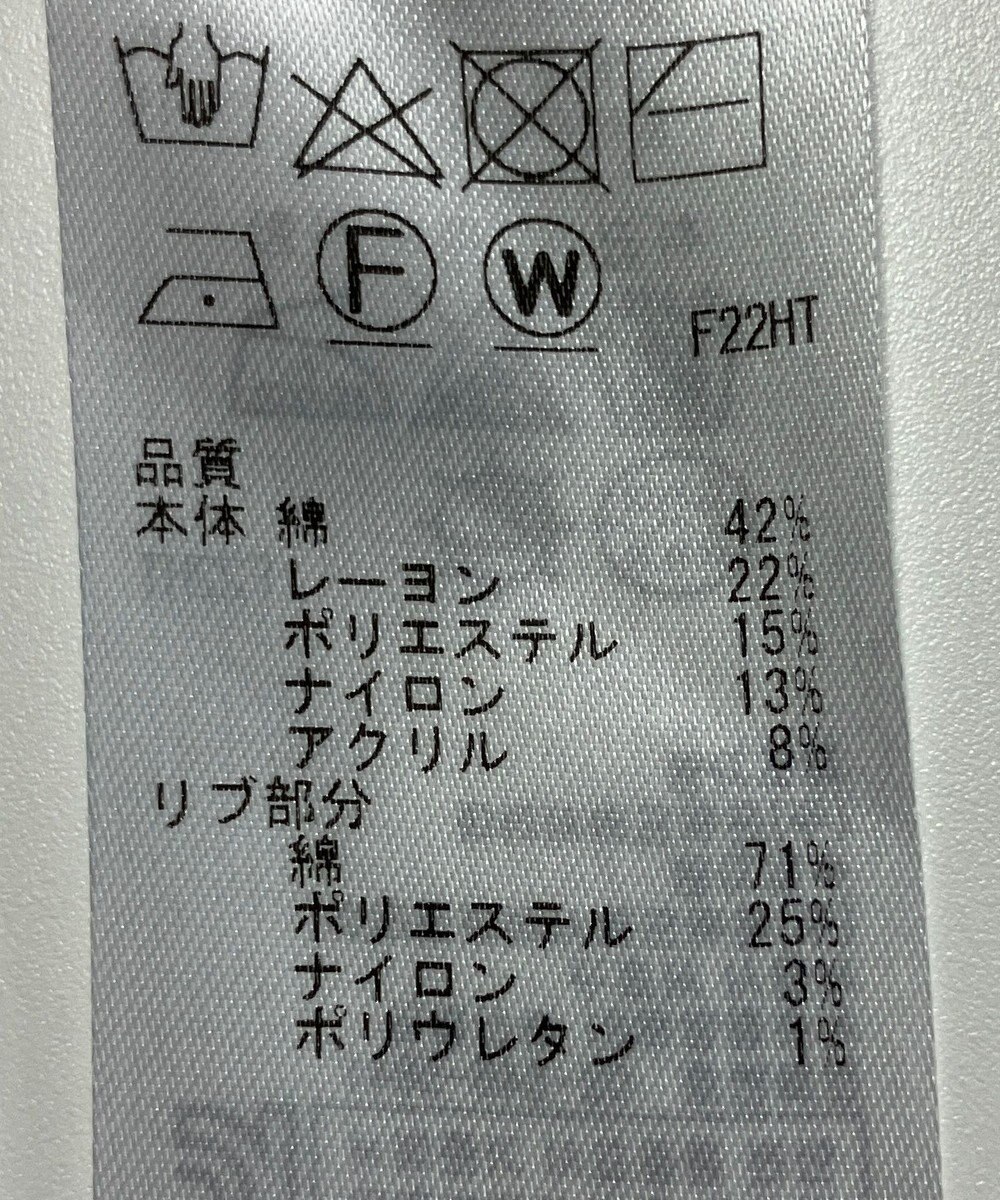 F W F22HT
品質
本体 綿 42%
レーヨン 22%
ポリエステル 15%
ナイロン 13%
アクリル 8%
リブ部分
綿 71%
ポリエステル 25%
ナイロン 3%
ポリウレタン 1%